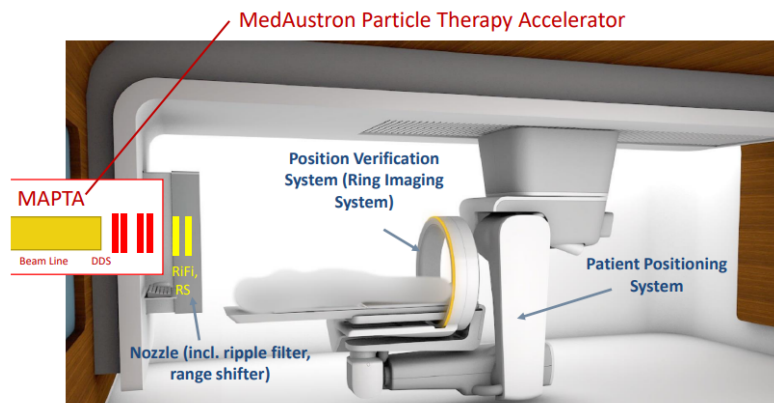 MedAustron Particle Therapy Accelerator
Position Verification
System (Ring Imaging
System)
MAPTA
Beam Line
DDS
RiFi,
RS
Patient Positioning
System
Nozzle (incl. ripple filter,
range shifter)